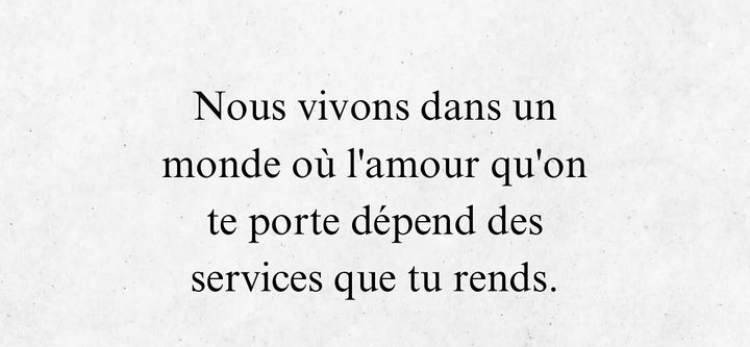 Nous vivons dans un
monde où l'amour qu'on
te porte dépend des
services que tu rends.